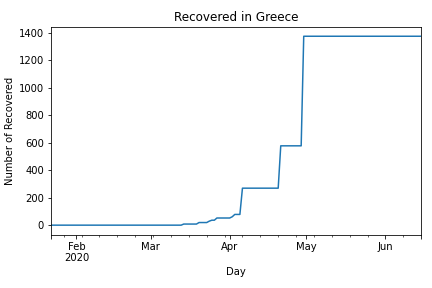 Recovered in Greece
1400
1200
1000
800
600
400
200
0
Number of Recovered
Feb
2020
Mar
Apr
May
Jun
Day